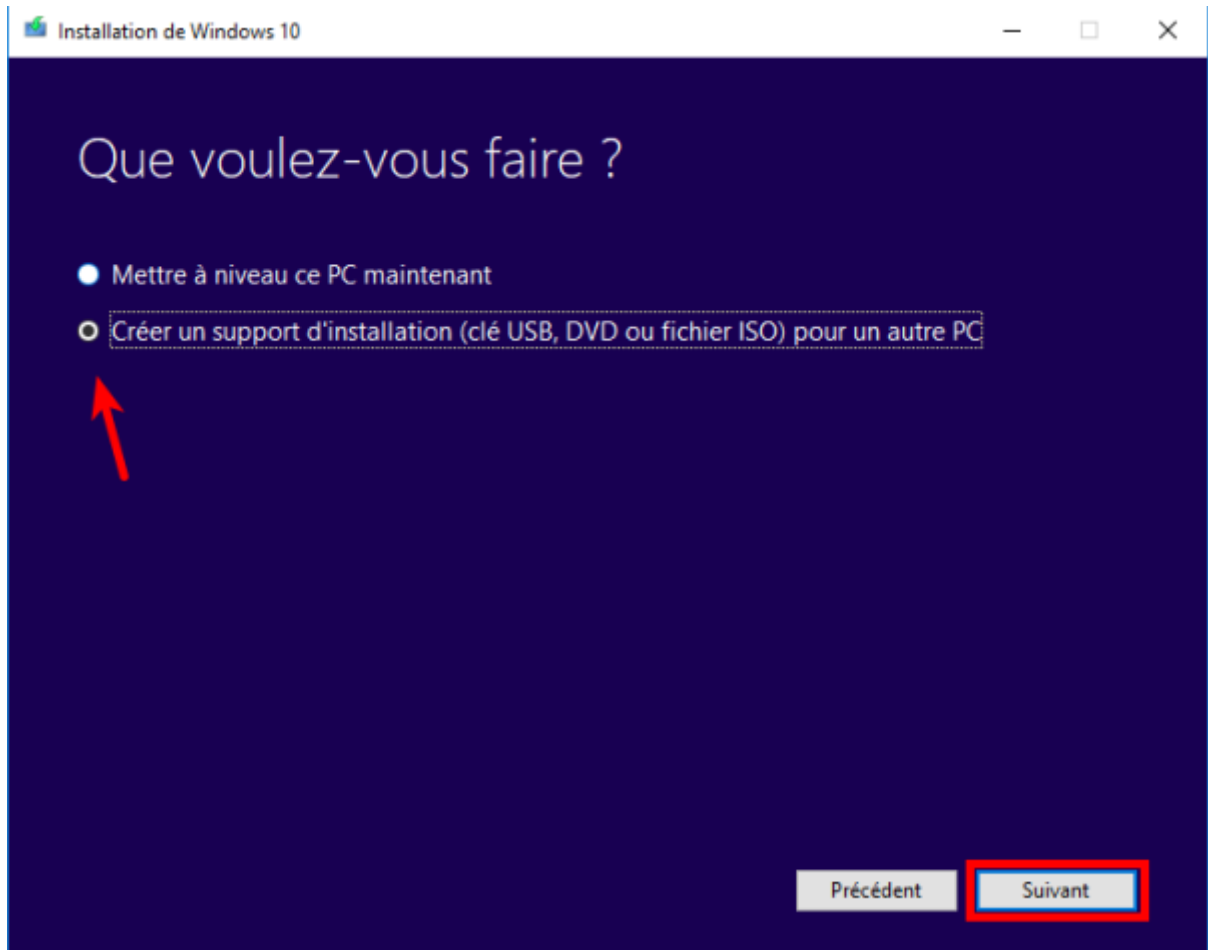 Installation de Windows 10
Que voulez-vous faire ?
Mettre à niveau ce PC maintenant
Créer un support d'installation (clé USB, DVD ou fichier ISO) pour un autre PC
Précédent
Suivant